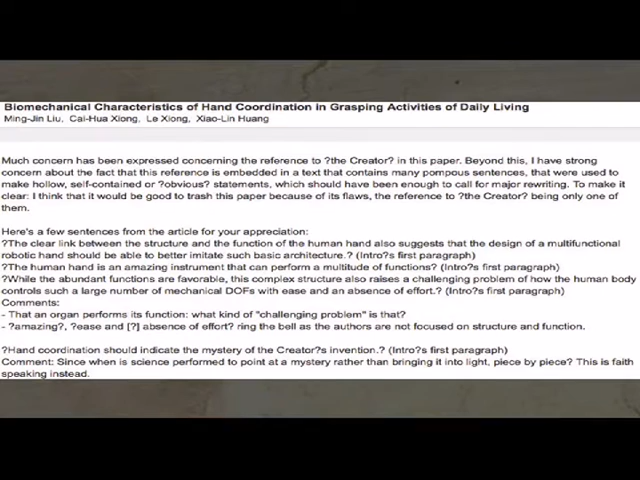 Biomechanical Characteristics of Hand Coordination in Grasping Activities of Daily Living
Ming-Jin Liu, Cai-Hua Xiong, Le Xiong, Xiao-Lin Huang
Much concern has been expressed concerning the reference to ?the Creator? in this paper. Beyond this, I have strong
concern about the fact that this reference is embedded in a text that contains many pompous sentences, that were used to
make hollow, self-contained or ?obvious? statements, which should have been enough to call for major rewriting. To make it
clear: I think that it would be good to trash this paper because of its flaws, the reference to ?the Creator? being only one of
them.
Here's a few sentences from the article for your appreciation:
?The clear link between the structure and the function of the human hand also suggests that the design of a multifunctional
robotic hand should be able to better imitate such basic architecture.? (Intro?s first paragraph)
?The human hand is an amazing instrument that can perform a multitude of functions? (Intro?s first paragraph)
?While the abundant functions are favorable, this complex structure also raises a challenging problem of how the human body
controls such a large number of mechanical DOFs with ease and an absence of effort.? (Intro?s first paragraph)
Comments:
- That an organ performs its function: what kind of "challenging problem" is that?
- ?amazing?, ?ease and [?] absence of effort? ring the bell as the authors are not focused on structure and function.
?Hand coordination should indicate the mystery of the Creator?s invention.? (Intro?s first paragraph)
Comment: Since when is science performed to point at a mystery rather than bringing it into light, piece by piece? This is faith
speaking instead.